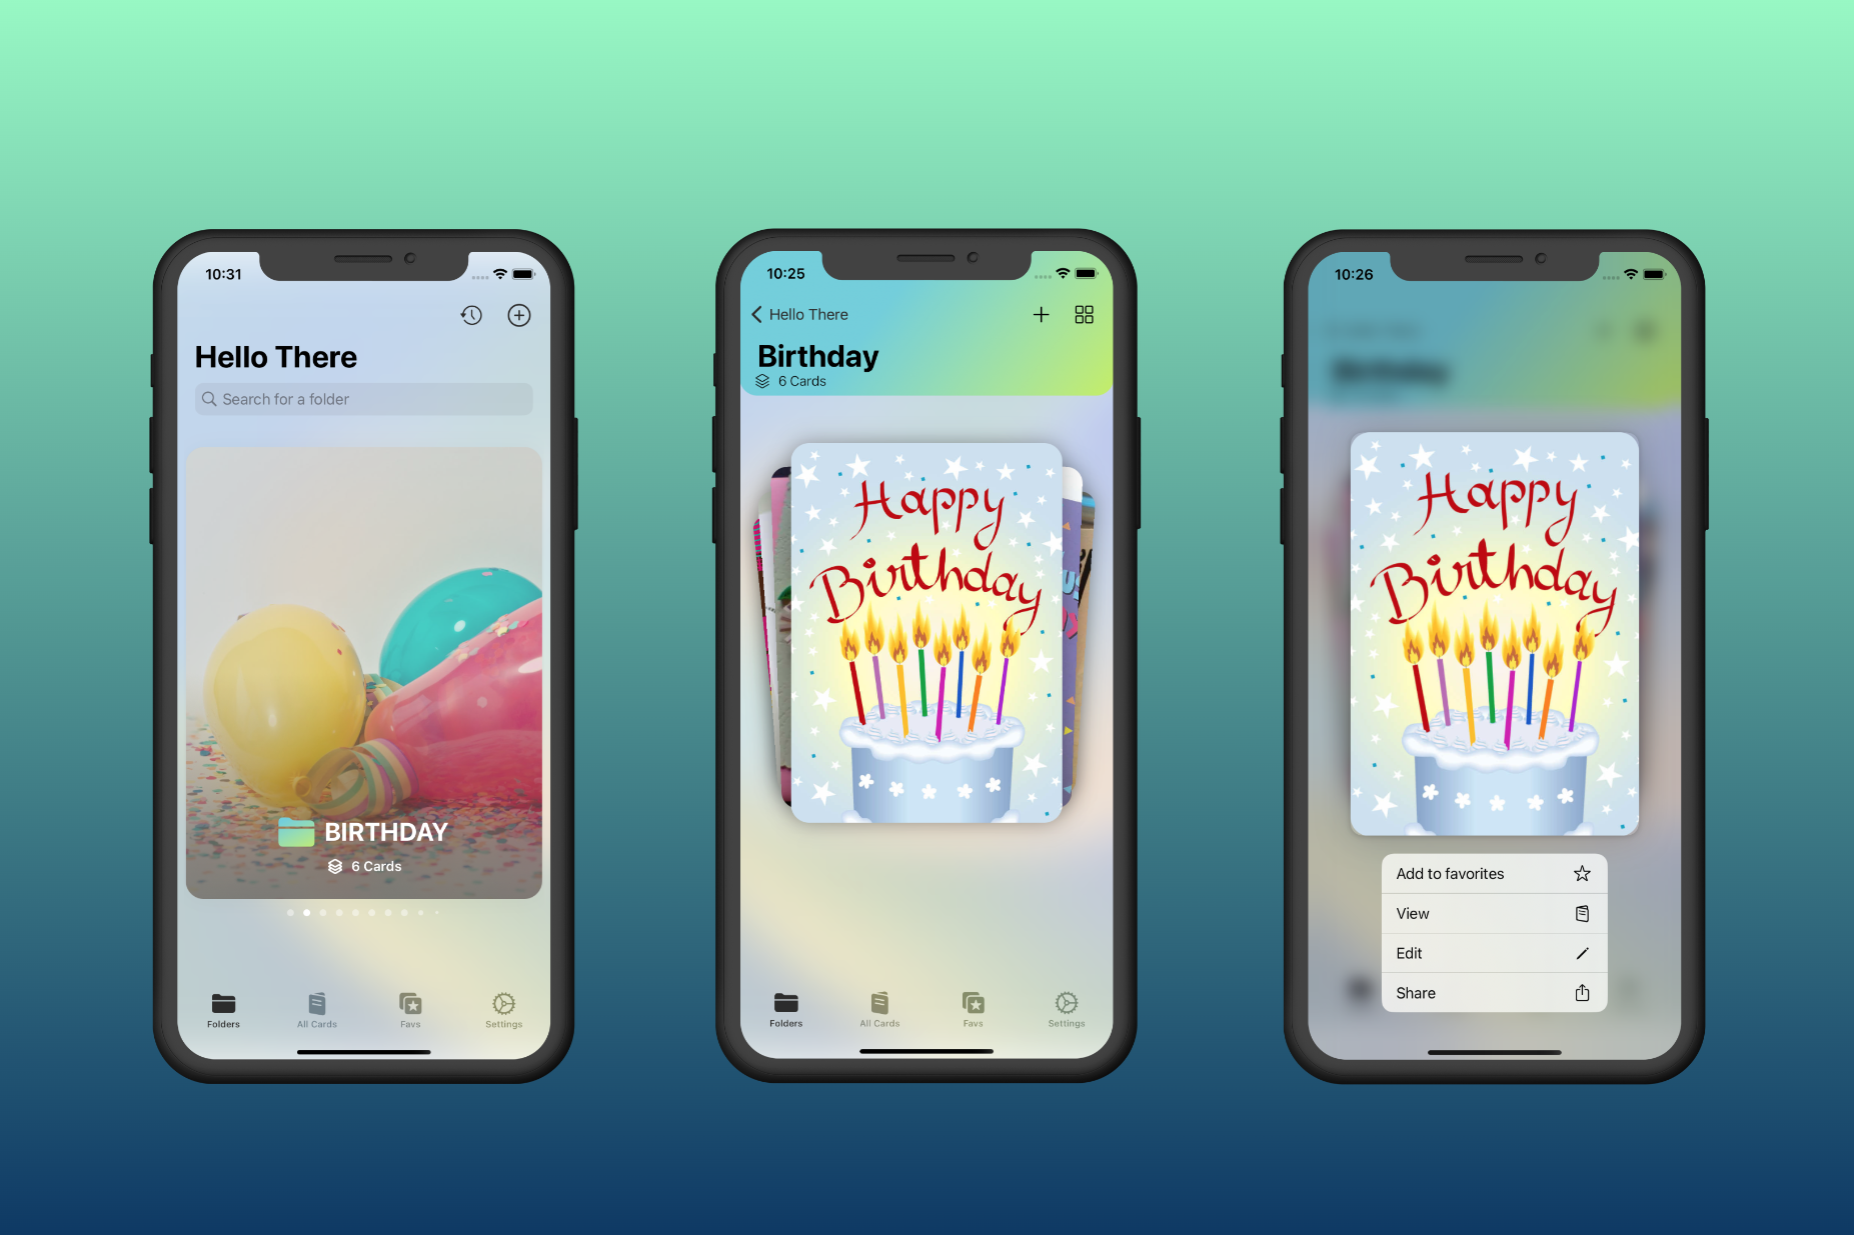 10:31
Hello There
Search for a folder
BIRTHDAY
6 Cards
Folders
All Cards
Favs
Settings
10:25
Hello There
Birthday
6 Cards
Happy
Birthday
Folders
All Cards
Favs
Settings
10:26
Birthday
Happy
Birthday
Add to favorites
View
Edit
Share